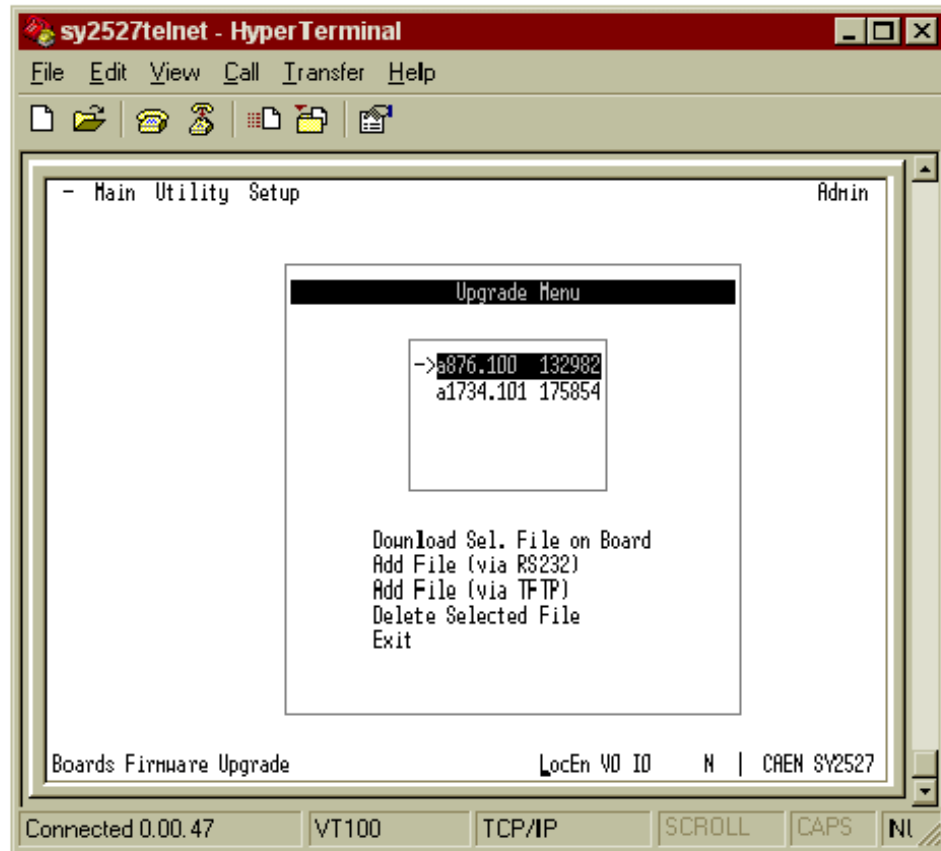 sy2527telnet - HyperTerminal
File Edit View Call Transfer Help
- Main Utility Setup Admin
Upgrade Menu
->a876.100 132982
a1734.101 175854
Download Sel. File on Board
Add File (via RS232)
Add File (via TFTP)
Delete Selected File
Exit
Boards Firmware Upgrade LocEn V0 I0 N | CAEN SY2527
Connected 0.00.47 VT100 TCP/IP SCROLL CAPS NU